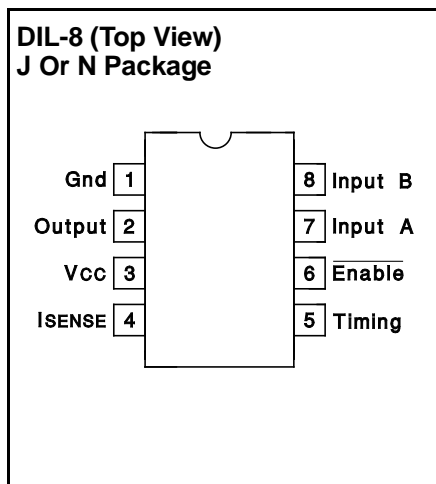 DIL-8 (Top View)
J Or N Package
Gnd 1 8 Input B
Output 2 7 Input A
VCC 3 6 Enable
ISENSE 4 5 Timing